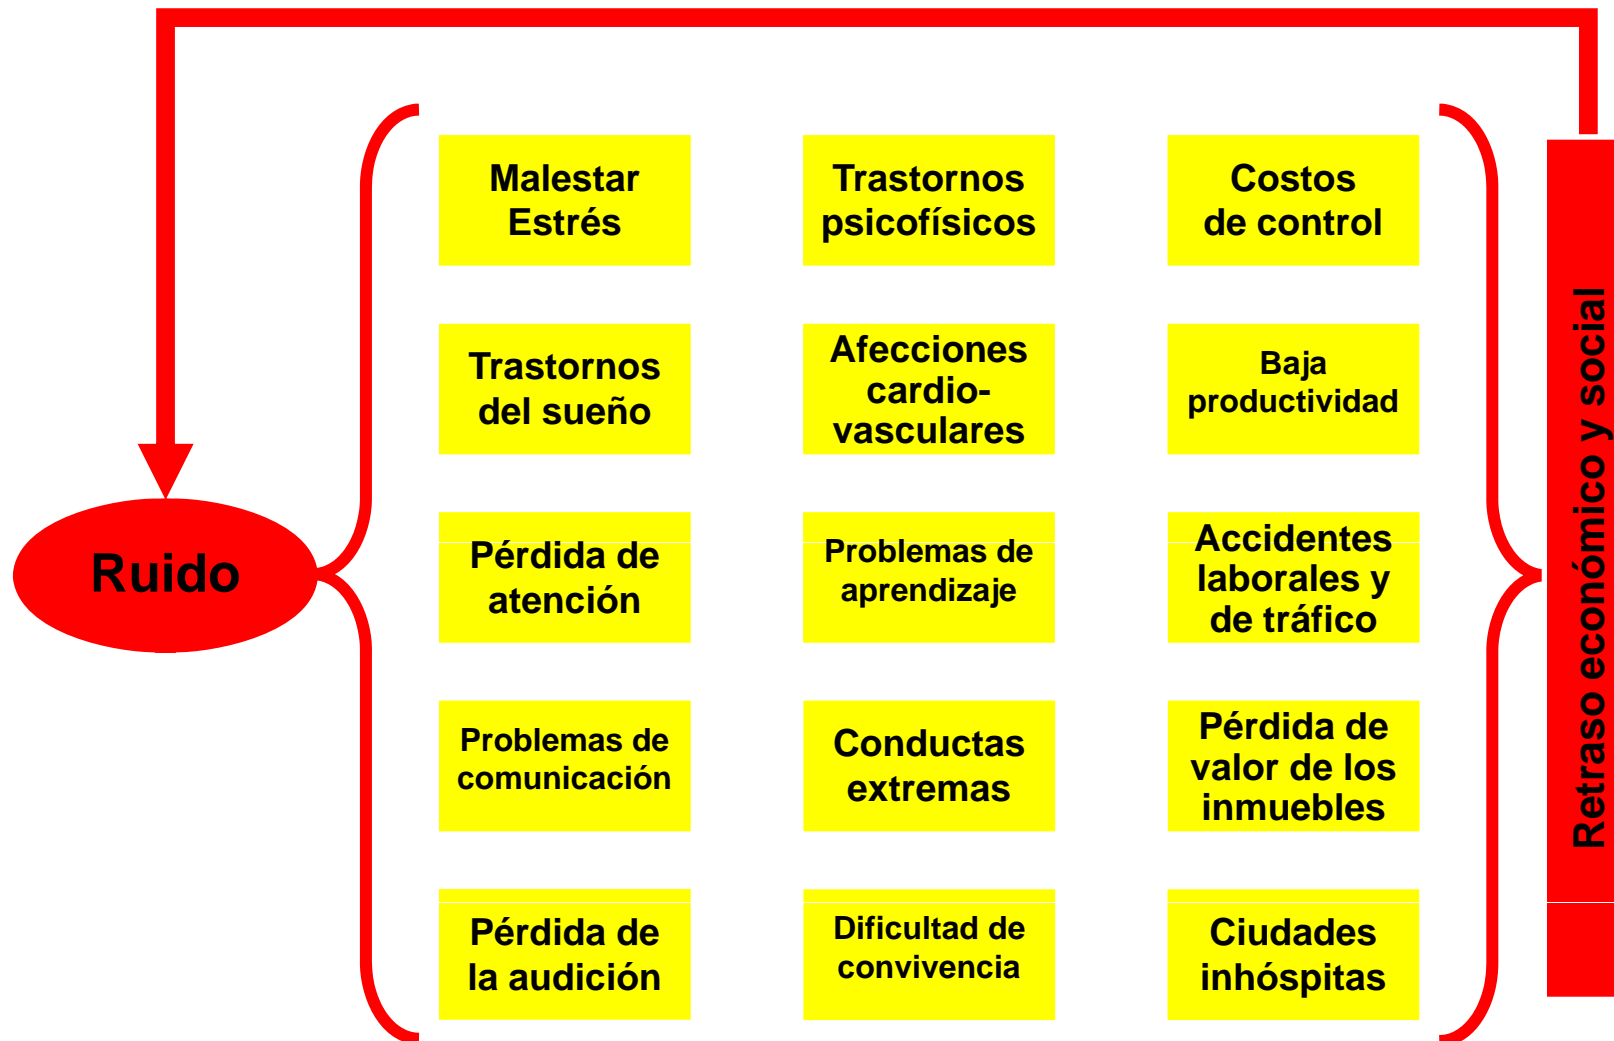 Malestar
Estrés
Trastornos
psicofísicos
Costos
de control
Trastornos
del sueño
Afecciones
cardio-
vasculares
Baja
productividad
Ruido
Pérdida de
atención
Problemas de
aprendizaje
Accidentes
laborales y
de tráfico
Problemas de
comunicación
Conductas
extremas
Pérdida de
valor de los
inmuebles
Pérdida de
la audición
Dificultad de
convivencia
Ciudades
inhóspitas
Retraso económico y social